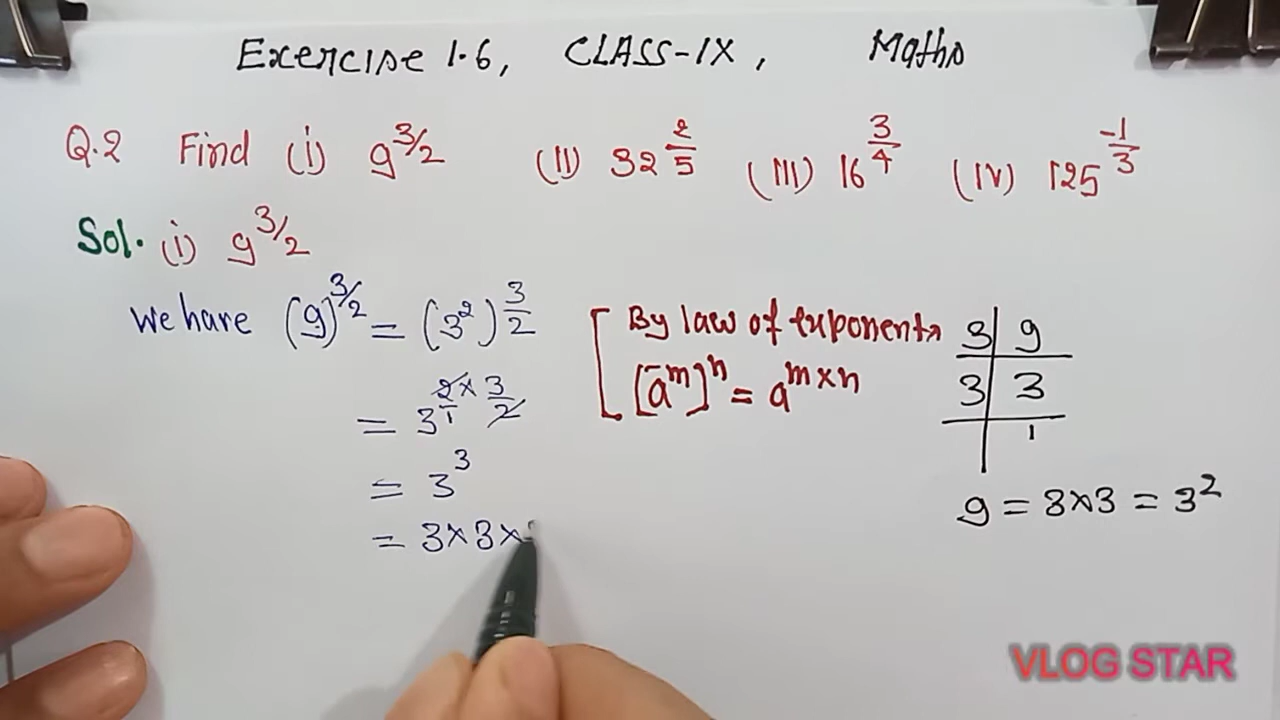 Exercise 1.6, CLASS-IX, Maths
Q.2 Find (i) 9^3/2 (II) 32^2/5 (III) 16^3/4 (IV) 125^-1/3
Sol. (i) 9^3/2
We have (9)^3/2 = (3^2)^3/2
[By law of exponents
[a^m]^n = a^m×n
= 3^2/1×3/2
= 3^3
= 3×3×
3 9
3 3
1
9 = 3×3 = 3^2
VLOG STAR